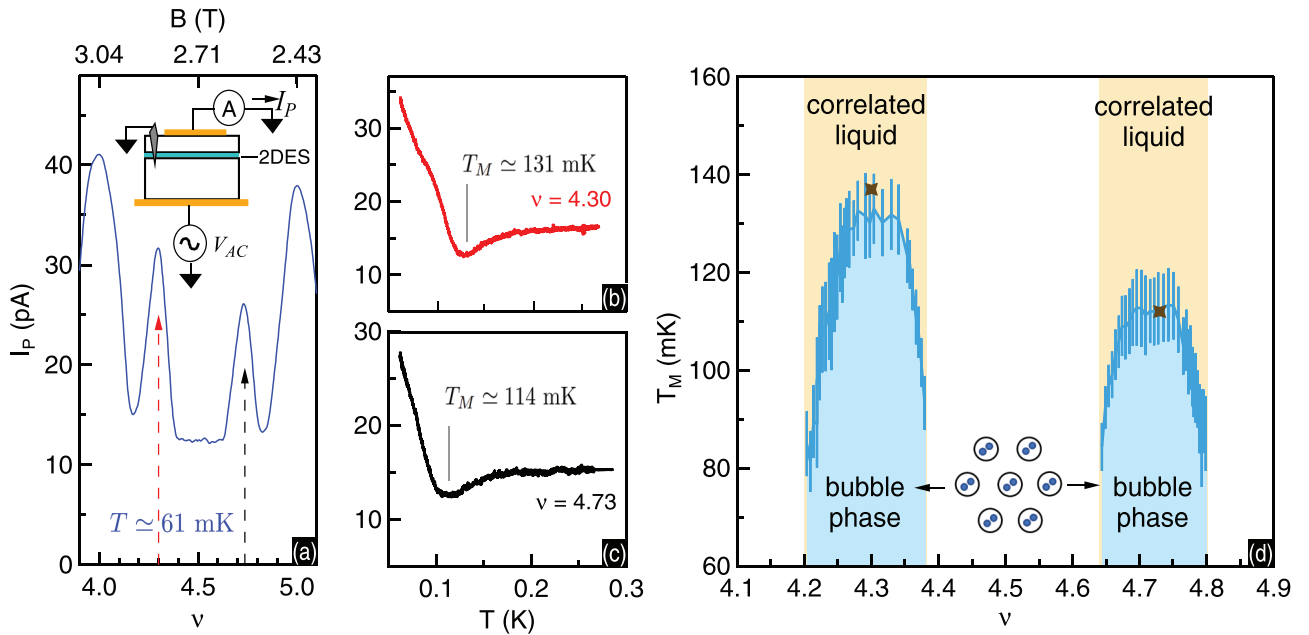 B (T)
3.04 2.71 2.43
I_P (pA)
40
30
20
10
0
A
I_P
2DES
V_AC
T ≃ 61 mK
(a)
4.0 4.5 5.0
ν
30
20
10
T_M ≃ 131 mK
ν = 4.30
(b)
30
20
10
T_M ≃ 114 mK
ν = 4.73
(c)
0.1 0.2 0.3
T (K)
T_M (mK)
160
140
120
100
80
60
correlated
liquid
correlated
liquid
bubble
phase
bubble
phase
(d)
4.1 4.2 4.3 4.4 4.5 4.6 4.7 4.8 4.9
ν